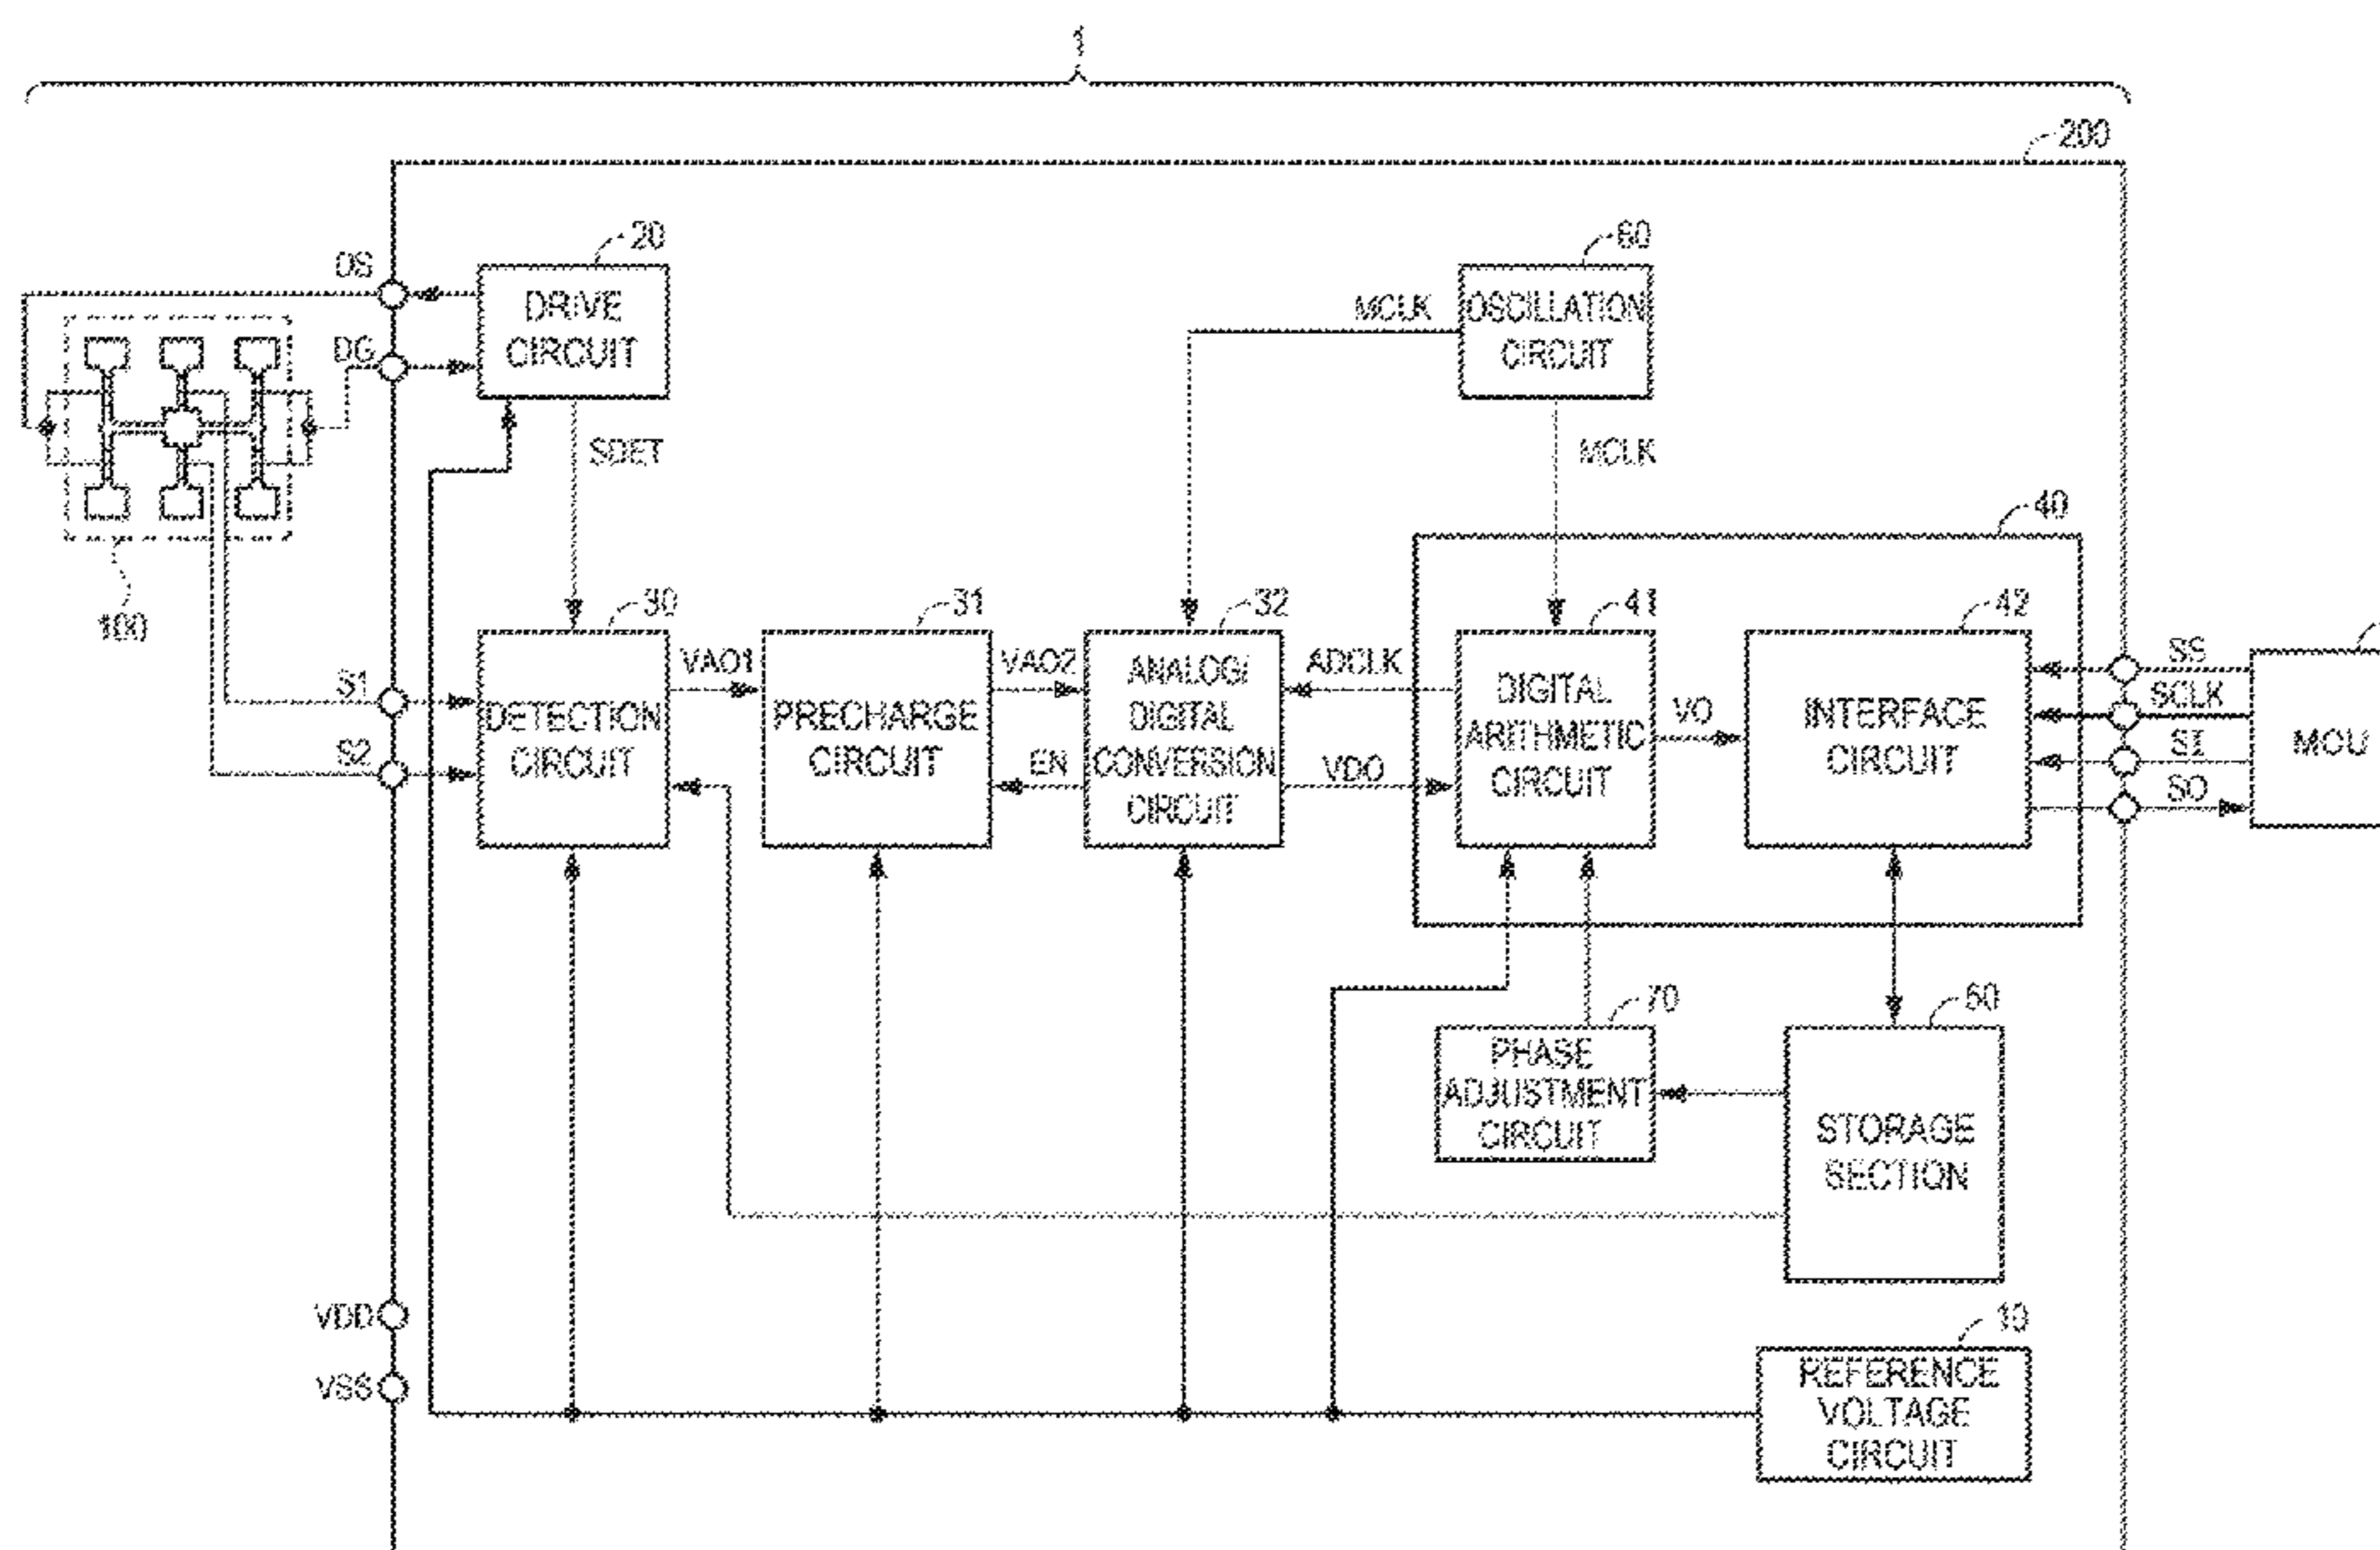 1
200
20
60
DS
DRIVE
CIRCUIT
MCLK
OSCILLATION
CIRCUIT
DG
SDET
MCLK
40
100
30
31
32
41
42
S1
VAO1
VAO2
ADCLK
VO
SS
SCLK
SI
SO
DETECTION
CIRCUIT
PRECHARGE
CIRCUIT
ANALOG/
DIGITAL
CONVERSION
CIRCUIT
DIGITAL
ARITHMETIC
CIRCUIT
INTERFACE
CIRCUIT
MCU
S2
EN
VDO
70
PHASE
ADJUSTMENT
CIRCUIT
STORAGE
SECTION
VDD
VSS
10
REFERENCE
VOLTAGE
CIRCUIT